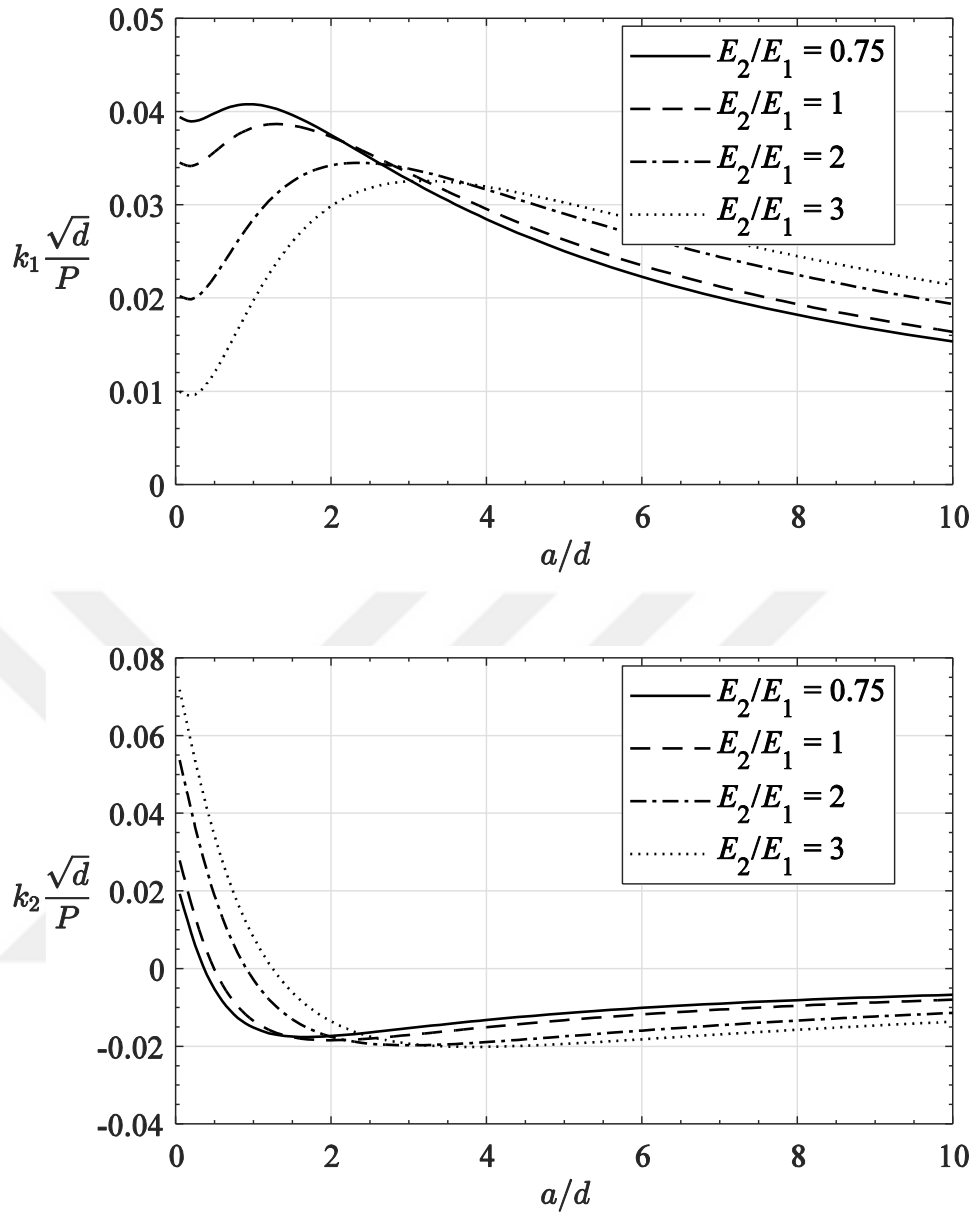 0.05
0.04
0.03
0.02
0.01
0
k₁ √d/P
E₂/E₁ = 0.75
E₂/E₁ = 1
E₂/E₁ = 2
E₂/E₁ = 3
0 2 4 6 8 10
a/d
0.08
0.06
0.04
0.02
0
-0.02
-0.04
k₂ √d/P
E₂/E₁ = 0.75
E₂/E₁ = 1
E₂/E₁ = 2
E₂/E₁ = 3
0 2 4 6 8 10
a/d